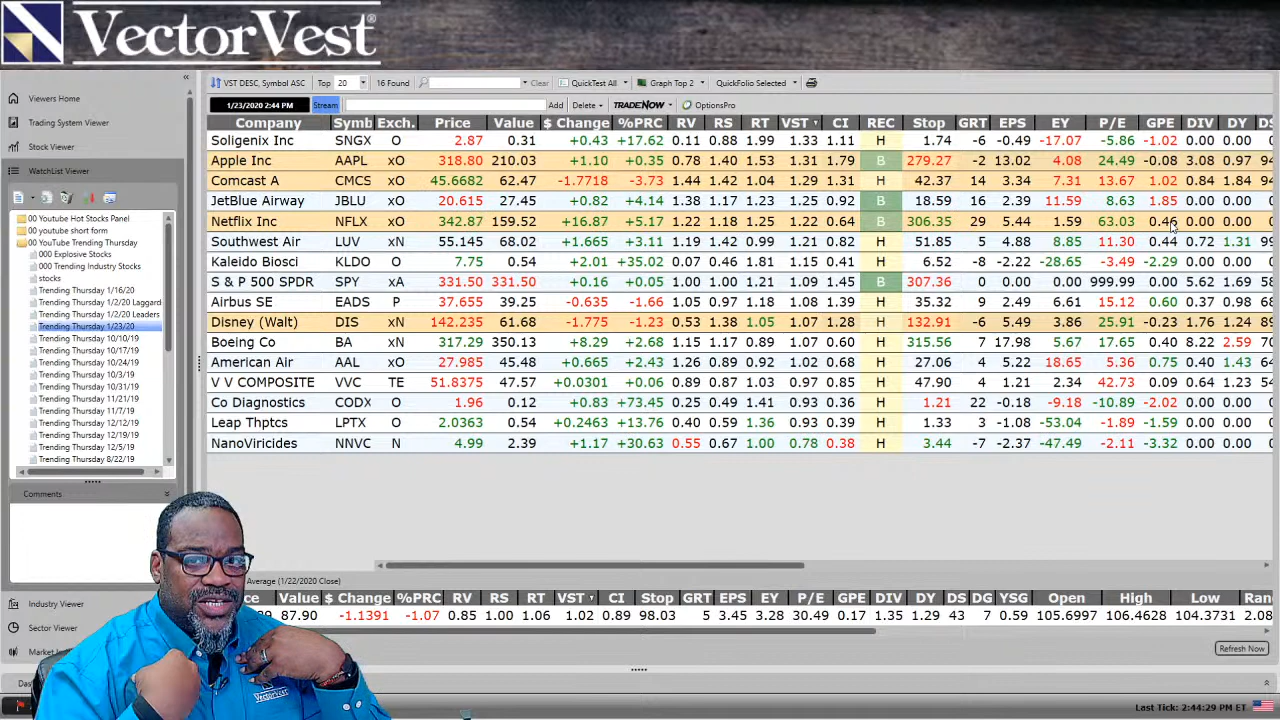 VectorVest
VST DESC, Symbol ASC Top 20 16 Found Clear QuickTest All Graph Top 2 QuickFolio Selected
Viewers Home
1/23/2020 2:44 PM Stream Add Delete TRADENOW OptionsPro
Trading System Viewer
Company Symb Exch. Price Value $ Change %PRC RV RS RT VST CI REC Stop GRT EPS EY P/E GPE DIV DY DS
Soligenix Inc SNGX O 2.87 0.31 +0.43 +17.62 0.11 0.88 1.99 1.33 1.11 H 1.74 -6 -0.49 -17.07 -5.86 -1.02 0.00 0.00
Stock Viewer
Apple Inc AAPL xO 318.80 210.03 +1.10 +0.35 0.78 1.40 1.53 1.31 1.79 B 279.27 -2 13.02 4.08 24.49 -0.08 3.08 0.97
WatchList Viewer
Comcast A CMCS xO 45.6682 62.47 -1.7718 -3.73 1.44 1.42 1.04 1.29 1.31 H 42.37 14 3.34 7.31 13.67 1.02 0.84 1.84
JetBlue Airway JBLU xO 20.615 27.45 +0.82 +4.14 1.38 1.17 1.23 1.25 0.92 B 18.59 16 2.39 11.59 8.63 1.85 0.00 0.00
00 Youtube Hot Stocks Panel
Netflix Inc NFLX xO 342.87 159.52 +16.87 +5.17 1.22 1.18 1.25 1.22 0.64 B 306.35 29 5.44 1.59 63.03 0.46 0.00 0.00
00 youtube short form
00 YouTube Trending Thursday
Southwest Air LUV xN 55.145 68.02 +1.665 +3.11 1.19 1.42 0.99 1.21 0.82 H 51.85 5 4.88 8.85 11.30 0.44 0.72 1.31
000 Explosive Stocks
Kaleido Biosci KLDO O 7.75 0.54 +2.01 +35.02 0.07 0.46 1.81 1.15 0.41 H 6.52 -8 -2.22 -28.65 -3.49 -2.29 0.00 0.00
000 Trending Industry Stocks
stocks
S & P 500 SPDR SPY xA 331.50 331.50 +0.16 +0.05 1.00 1.00 1.21 1.09 1.45 B 307.36 0 0.00 0.00 999.99 0.00 5.62 1.69
Trending Thursday 1/16/20
Airbus SE EADS P 37.655 39.25 -0.635 -1.66 1.05 0.97 1.18 1.08 1.39 H 35.32 9 2.49 6.61 15.12 0.60 0.37 0.98
Trending Thursday 1/2/20 Laggard
Trending Thursday 1/2/20 Leaders
Disney (Walt) DIS xN 142.235 61.68 -1.775 -1.23 0.53 1.38 1.05 1.07 1.22 H 132.91 -6 5.49 3.86 25.91 -0.23 1.76 1.24
Trending Thursday 1/23/20
Trending Thursday 10/10/19
Boeing Co BA xN 317.29 350.13 +8.29 +2.68 1.15 1.17 0.89 1.07 0.60 H 315.56 7 17.98 5.67 17.65 0.40 8.22 2.59
Trending Thursday 10/17/19
American Air AAL xO 27.985 45.48 +0.665 +2.43 1.26 0.89 0.88 1.02 0.68 H 27.06 4 5.22 18.65 5.36 0.75 0.40 1.43
Trending Thursday 10/24/19
Trending Thursday 10/3/19
V V COMPOSITE VVC TE 51.8375 47.57 +0.0301 +0.06 0.89 0.87 1.03 0.97 0.85 H 47.90 4 1.21 2.34 42.73 0.09 0.64 1.23
Trending Thursday 10/31/19
Trending Thursday 11/21/19
Co Diagnostics CODX O 1.96 0.12 +0.83 +73.45 0.25 0.49 1.41 0.93 0.36 H 1.21 22 -0.18 -9.18 -10.89 -2.02 0.00 0.00
Trending Thursday 11/7/19
Leap Thptcs LPTX O 2.0363 0.54 +0.2463 +13.76 0.40 0.59 1.36 0.93 0.39 H 1.33 3 -1.08 -53.04 -1.89 -1.59 0.00 0.00
Trending Thursday 12/12/19
Trending Thursday 12/19/19
NanoViricides NNVC N 4.99 2.39 +1.17 +30.63 0.55 0.67 1.00 0.78 0.38 H 3.44 -7 -2.37 -47.49 -2.11 -3.32 0.00 0.00
Trending Thursday 12/5/19
Trending Thursday 8/22/19
Comments
Average (1/22/2020 Close)
Industry Viewer
Value $ Change %PRC RV RS RT VST CI Stop GRT EPS EY P/E GPE DIV DY DS DG YSG Open High Low
87.90 -1.1391 -1.07 0.85 1.00 1.06 1.02 0.89 98.03 5 3.45 3.28 30.49 0.17 1.35 1.29 43 7 0.59 105.6997 106.4628 104.3731
Sector Viewer
Refresh Now
VectorVest
Last Tick: 2:44:29 PM ET